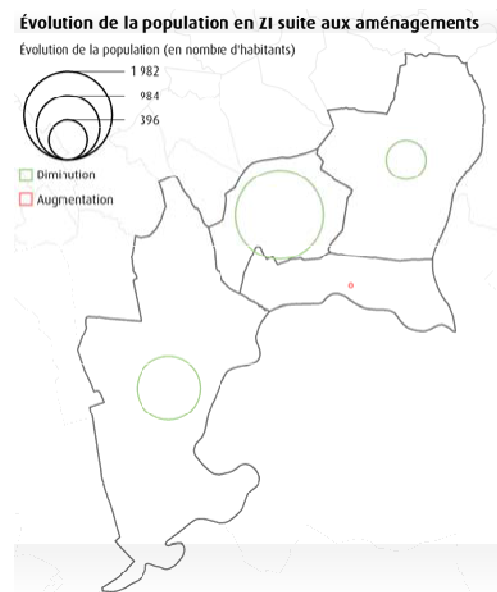 Évolution de la population en ZI suite aux aménagements
Évolution de la population (en nombre d'habitants)
1 982
984
396
Diminution
Augmentation